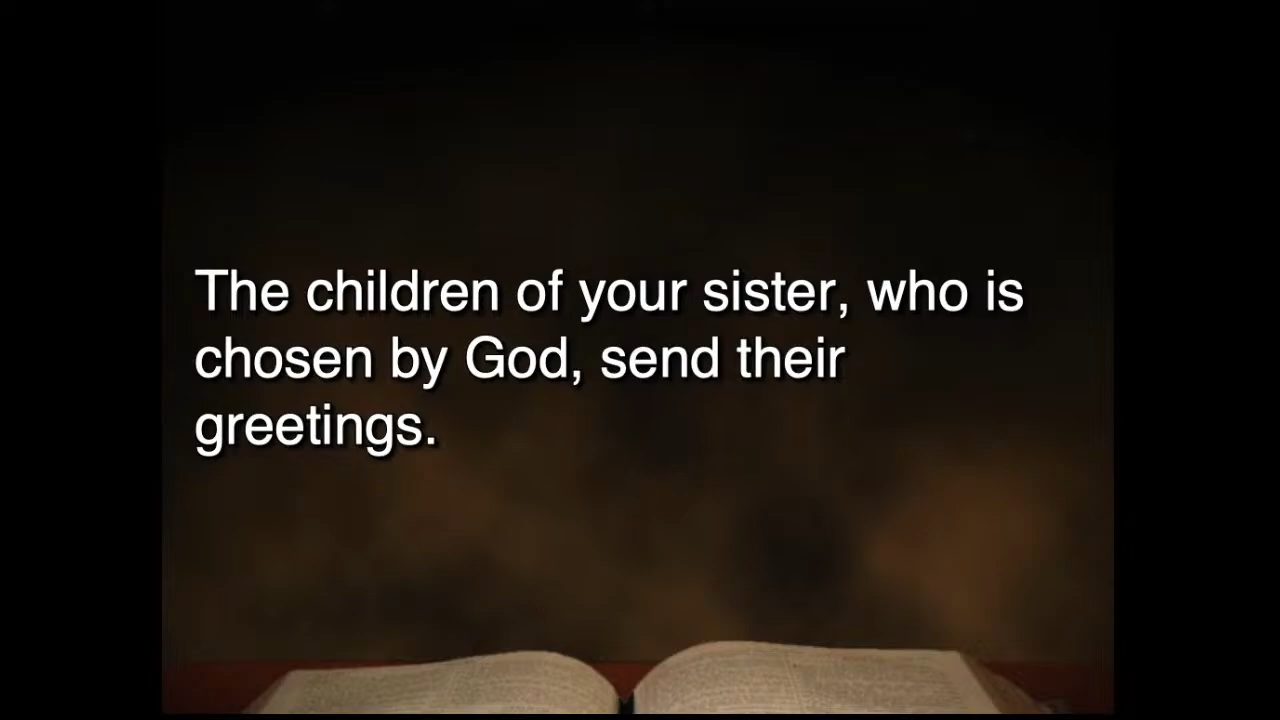 The children of your sister, who is
chosen by God, send their
greetings.